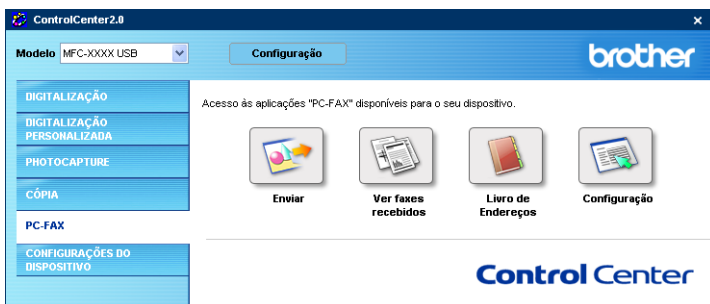 ControlCenter2.0
Modelo MFC-XXXX USB
Configuração
brother
DIGITALIZAÇÃO
DIGITALIZAÇÃO
PERSONALIZADA
PHOTOCAPTURE
CÓPIA
PC-FAX
CONFIGURAÇÕES DO
DISPOSITIVO
Acesso às aplicações "PC-FAX" disponíveis para o seu dispositivo.
Enviar
Ver faxes
recebidos
Livro de
Endereços
Configuração
Control Center